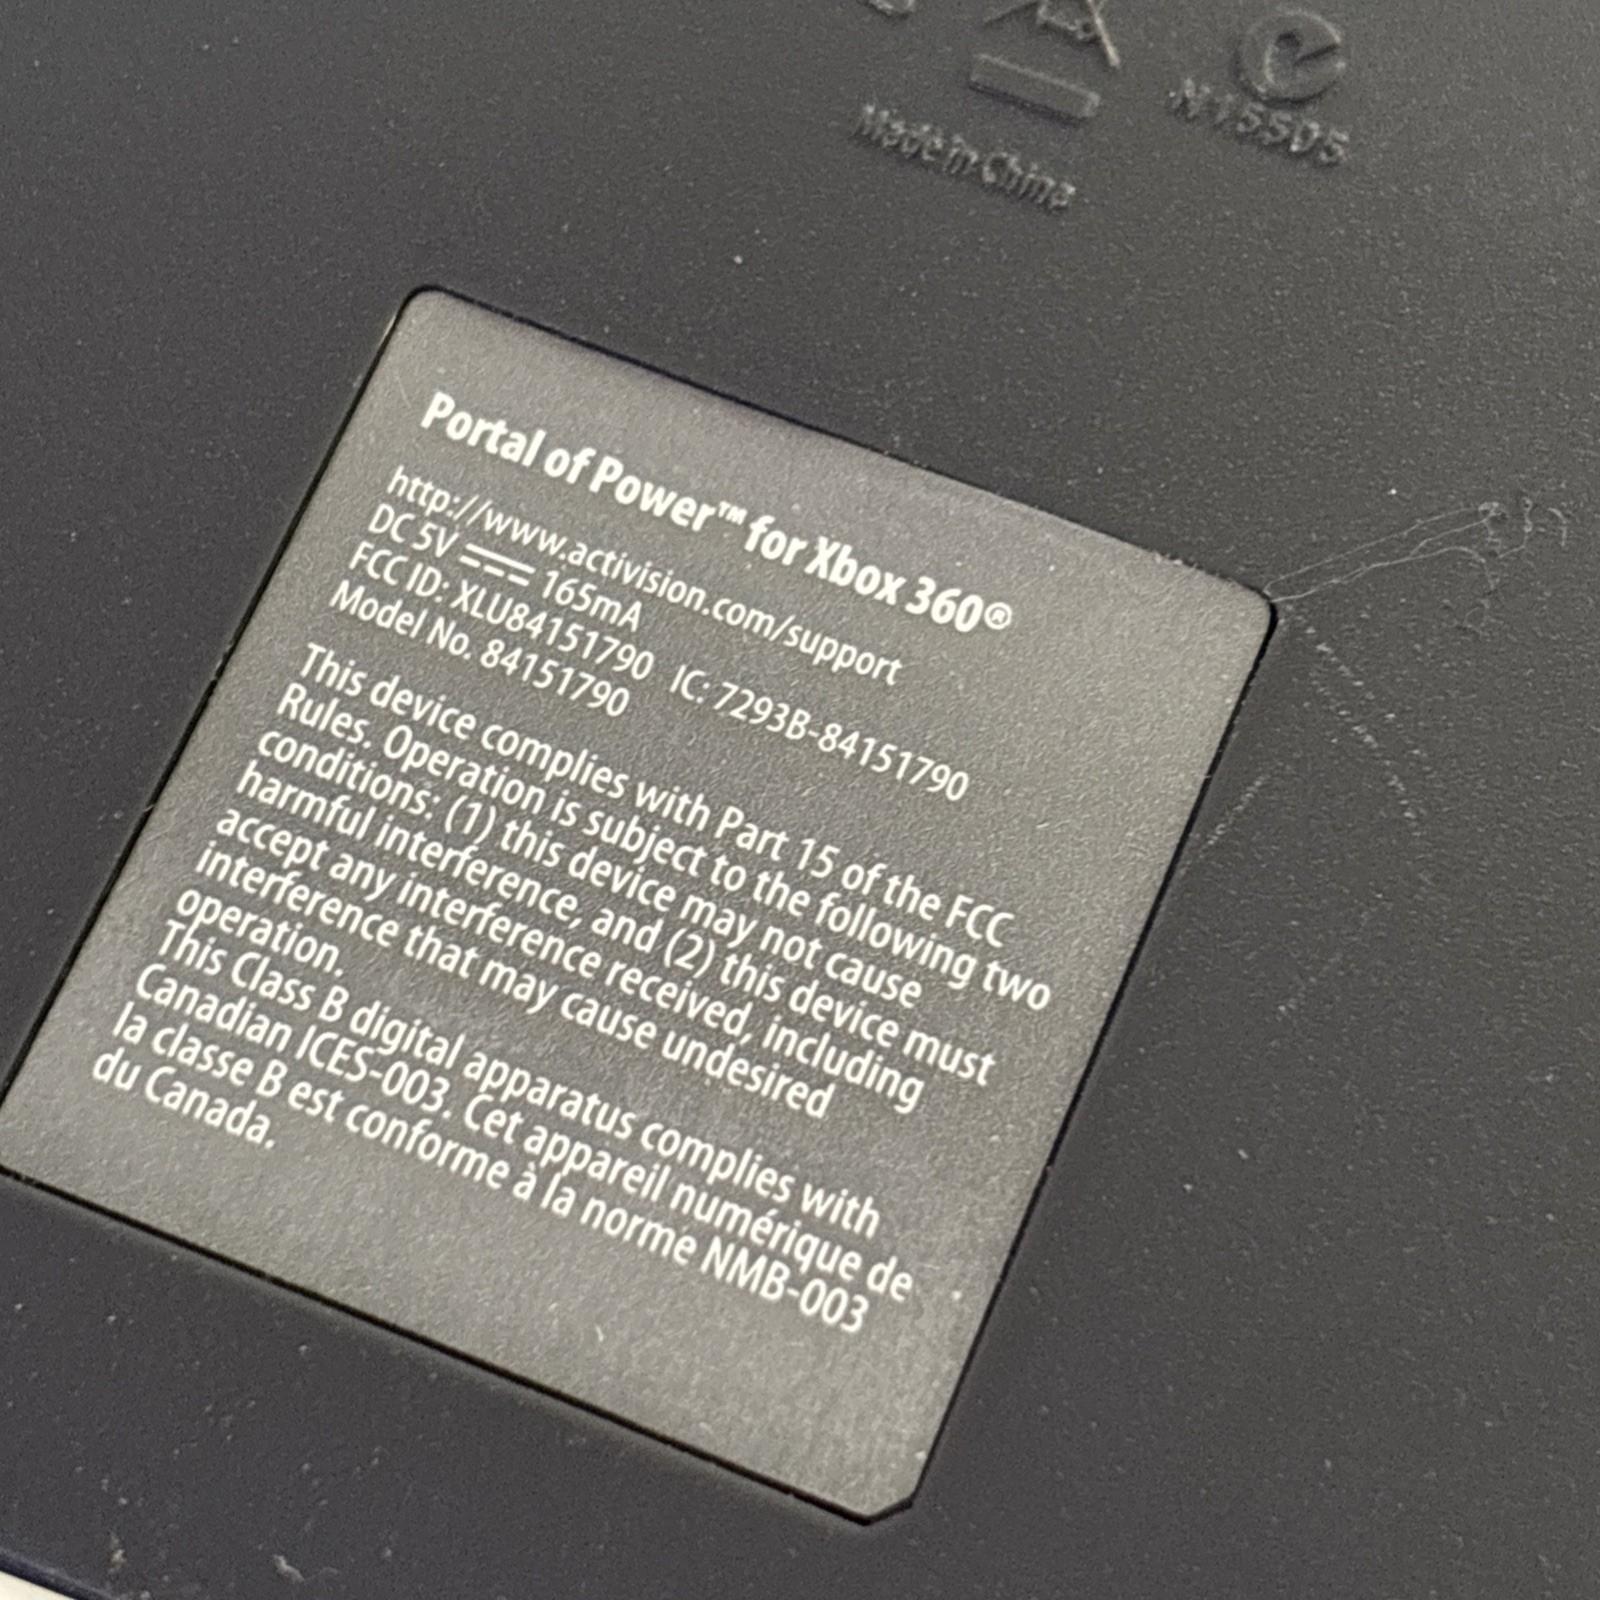 Made in China
N15505
Portal of Power™ for Xbox 360®
http://www.activision.com/support
DC 5V ⎓ 165mA
FCC ID: XLU84151790 IC: 7293B-84151790
Model No. 84151790
This device complies with Part 15 of the FCC
Rules. Operation is subject to the following two
conditions: (1) this device may not cause
harmful interference, and (2) this device must
accept any interference received, including
interference that may cause undesired
operation.
This Class B digital apparatus complies with
Canadian ICES-003. Cet appareil numérique de
la classe B est conforme à la norme NMB-003
du Canada.